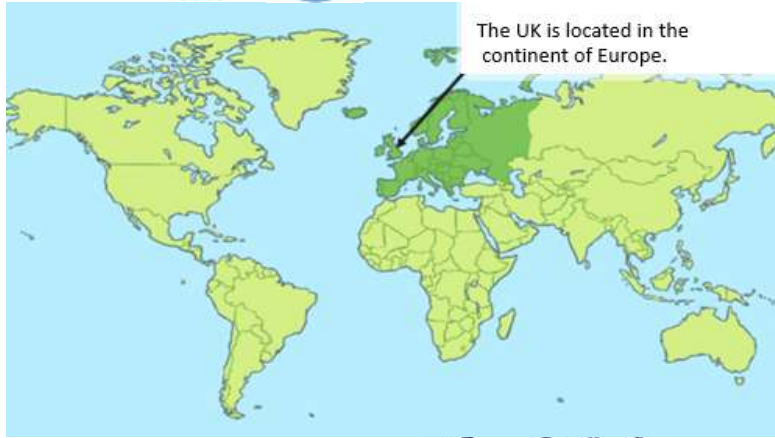 The UK is located in the
continent of Europe.